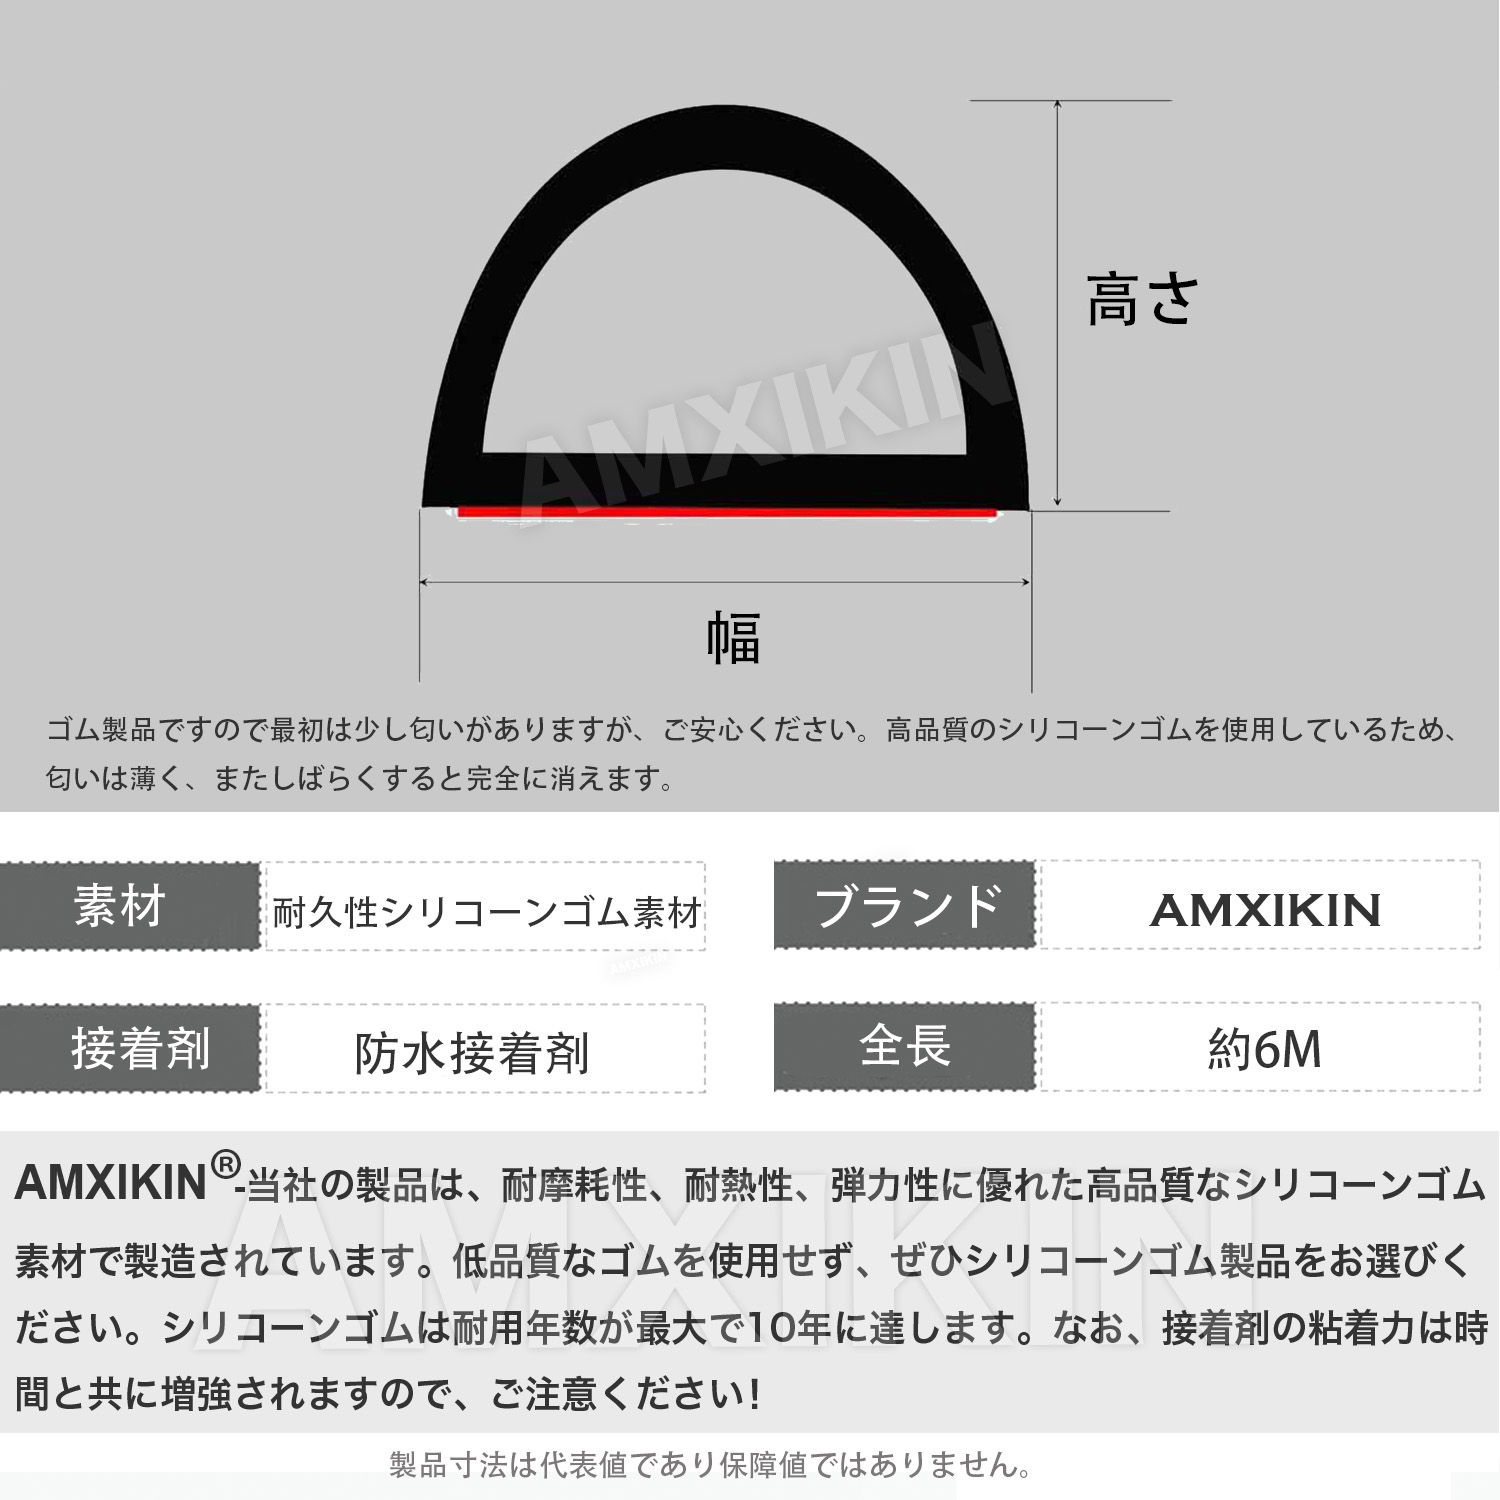 高さ
AMXIKIN
幅
ゴム製品ですので最初は少し匂いがありますが、ご安心ください。高品質のシリコーンゴムを使用しているため、
匂いは薄く、またしばらくすると完全に消えます。
素材
耐久性シリコーンゴム素材
ブランド
AMXIKIN
AMXIKIN
接着剤
防水接着剤
全長
約6M
AMXIKIN®-当社の製品は、耐摩耗性、耐熱性、弾力性に優れた高品質なシリコーンゴム
素材で製造されています。低品質なゴムを使用せず、ぜひシリコーンゴム製品をお選びく
ださい。シリコーンゴムは耐用年数が最大で10年に達します。なお、接着剤の粘着力は時
間と共に増強されますので、ご注意ください!
AMXIKIN
製品寸法は代表値であり保障値ではありません。